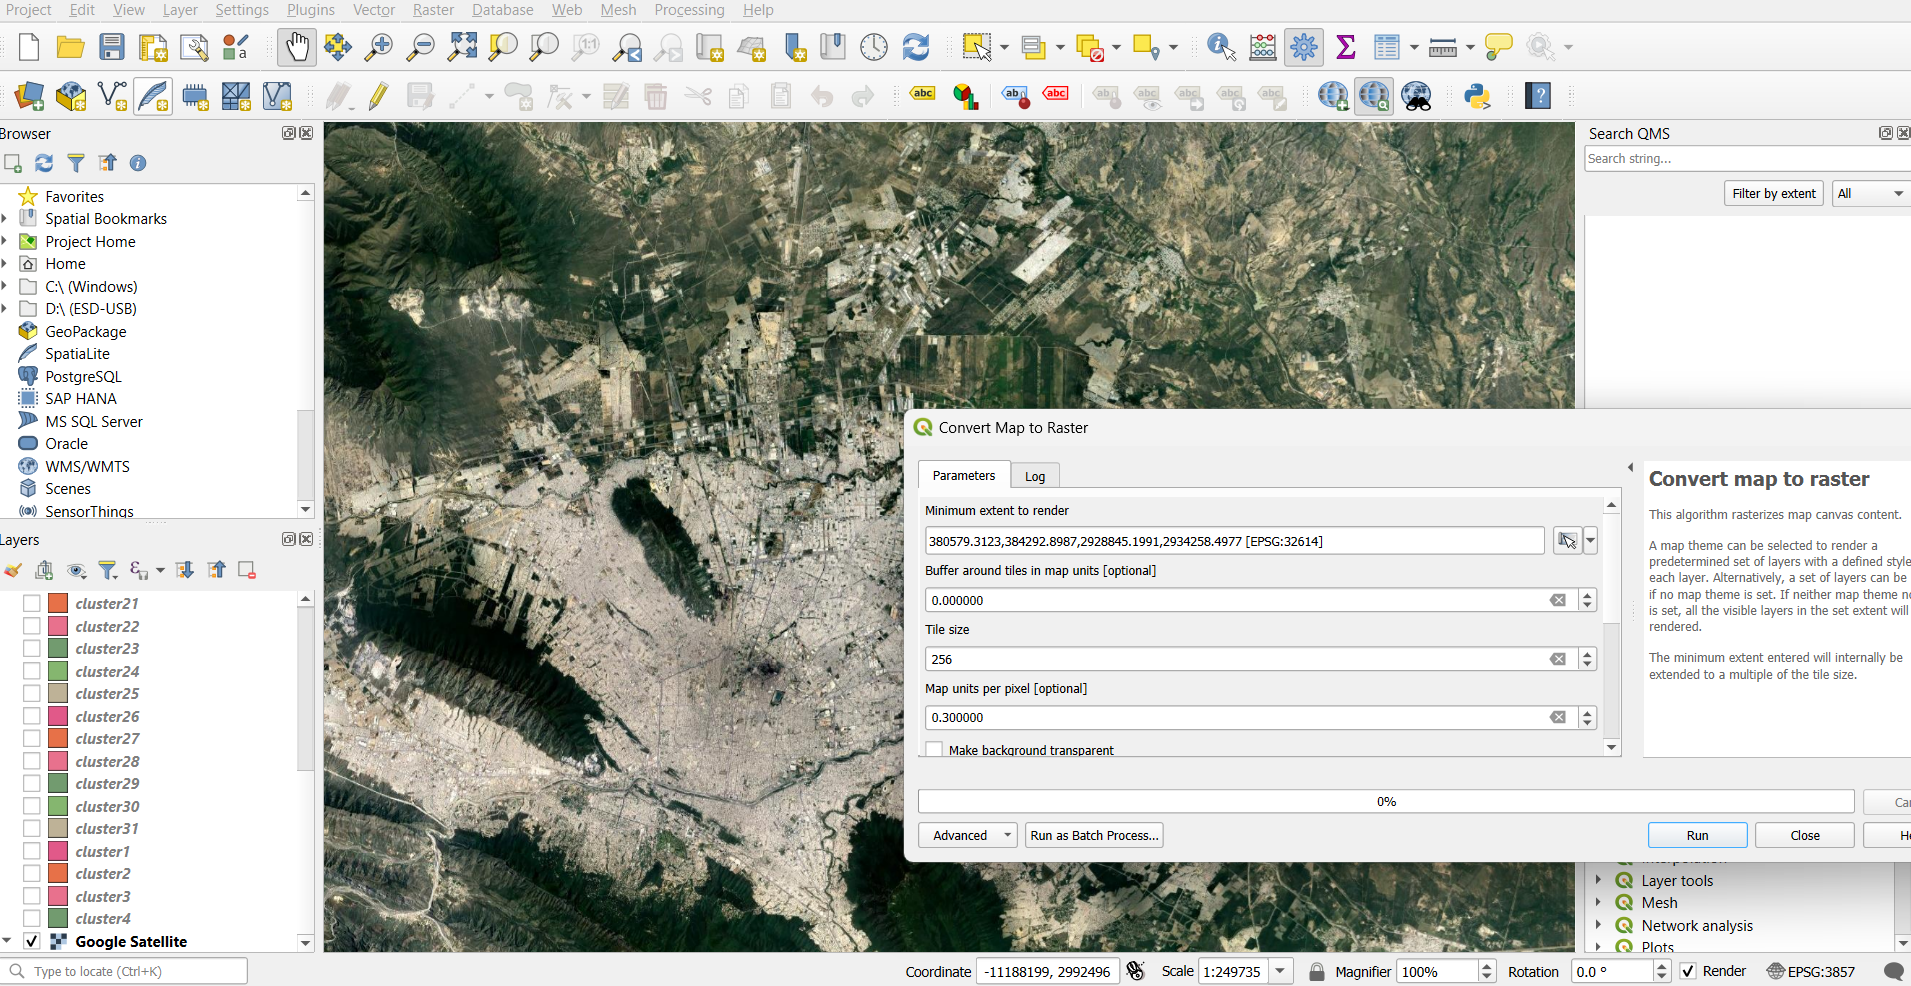 Project Edit View Layer Settings Plugins Vector Raster Database Web Mesh Processing Help
Browser
Favorites
Spatial Bookmarks
Project Home
Home
C:\ (Windows)
D:\ (ESD-USB)
GeoPackage
SpatiaLite
PostgreSQL
SAP HANA
MS SQL Server
Oracle
WMS/WMTS
Scenes
SensorThings
Layers
cluster21
cluster22
cluster23
cluster24
cluster25
cluster26
cluster27
cluster28
cluster29
cluster30
cluster31
cluster1
cluster2
cluster3
cluster4
Google Satellite
Search QMS
Search string...
Filter by extent All
Convert Map to Raster
Parameters Log
Minimum extent to render
380579.3123,384292.8987,2928845.1991,2934258.4977 [EPSG:32614]
Buffer around tiles in map units [optional]
0.000000
Tile size
256
Map units per pixel [optional]
0.300000
Make background transparent
Convert map to raster
This algorithm rasterizes map canvas content.
A map theme can be selected to render a
predetermined set of layers with a defined style
each layer. Alternatively, a set of layers can be
if no map theme is set. If neither map theme no
is set, all the visible layers in the set extent will
rendered.
The minimum extent entered will internally be
extended to a multiple of the tile size.
0%
Advanced Run as Batch Process... Run Close
Interpolation
Layer tools
Mesh
Network analysis
Plots
Type to locate (Ctrl+K) Coordinate -11188199, 2992496 Scale 1:249735 Magnifier 100% Rotation 0.0 ° Render EPSG:3857